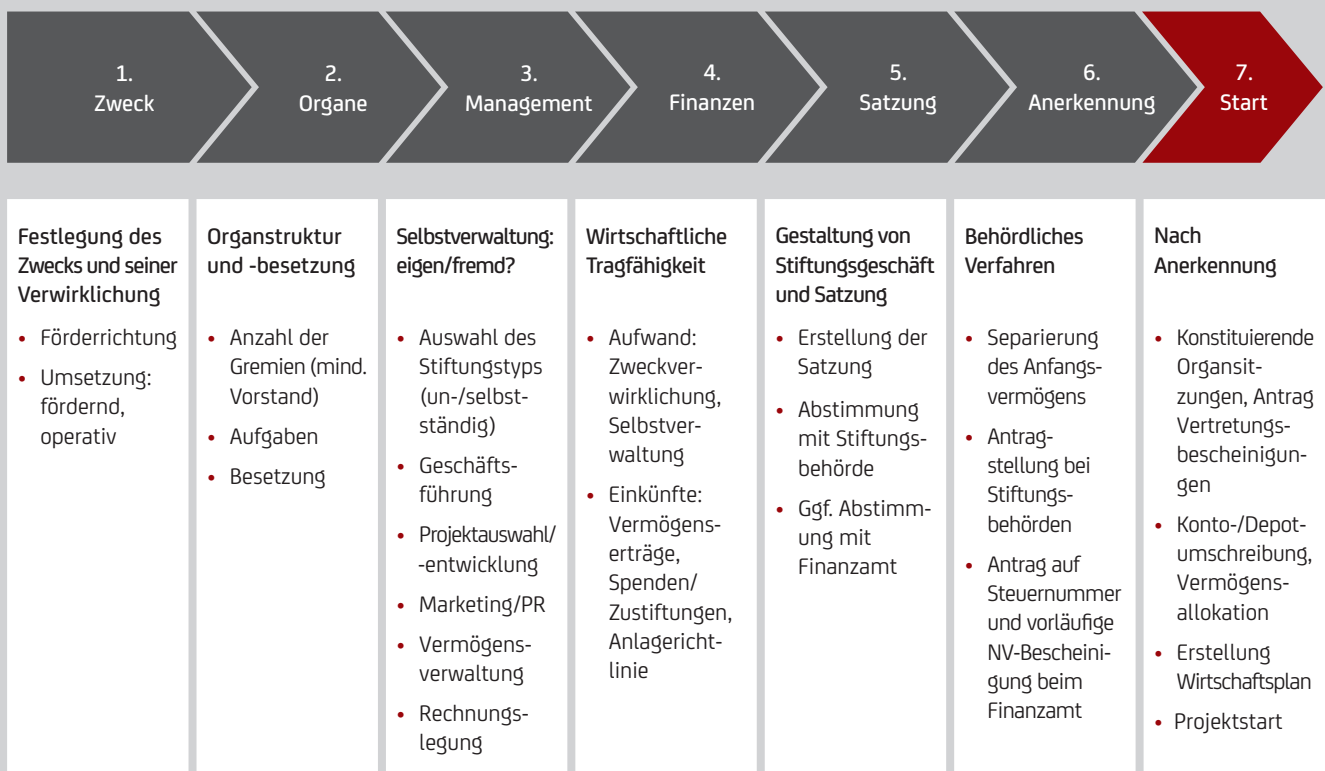 1.
Zweck
2.
Organe
3.
Management
4.
Finanzen
5.
Satzung
6.
Anerkennung
7.
Start
Festlegung des
Zwecks und seiner
Verwirklichung
• Förderrichtung
• Umsetzung:
fördernd,
operativ
Organstruktur
und -besetzung
• Anzahl der
Gremien (mind.
Vorstand)
• Aufgaben
• Besetzung
Selbstverwaltung:
eigen/fremd?
• Auswahl des
Stiftungstyps
(un-/selbst-
ständig)
• Geschäfts-
führung
• Projektauswahl/
-entwicklung
• Marketing/PR
• Vermögens-
verwaltung
• Rechnungs-
legung
Wirtschaftliche
Tragfähigkeit
• Aufwand:
Zweckver-
wirklichung,
Selbstver-
waltung
• Einkünfte:
Vermögens-
erträge,
Spenden/
Zustiftungen,
Anlagericht-
linie
Gestaltung von
Stiftungsgeschäft
und Satzung
• Erstellung der
Satzung
• Abstimmung
mit Stiftungs-
behörde
• Ggf. Abstimm-
ung mit
Finanzamt
Behördliches
Verfahren
• Separierung
des Anfangs-
vermögens
• Antrag-
stellung bei
Stiftungs-
behörden
• Antrag auf
Steuernummer
und vorläufige
NV-Bescheini-
gung beim
Finanzamt
Nach
Anerkennung
• Konstituierende
Organsit-
zungen, Antrag
Vertretungs-
bescheinigun-
gen
• Konto-/Depot-
umschreibung,
Vermögens-
allokation
• Erstellung
Wirtschaftsplan
• Projektstart